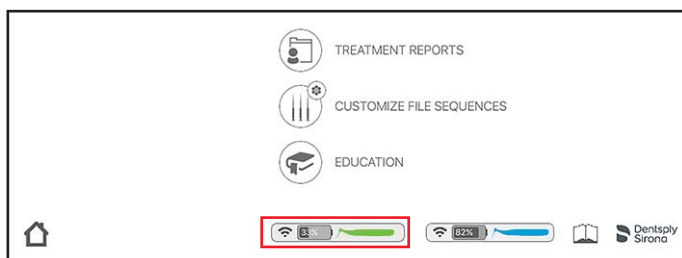 TREATMENT REPORTS
CUSTOMIZE FILE SEQUENCES
EDUCATION
33%
82%
Dentsply
Sirona